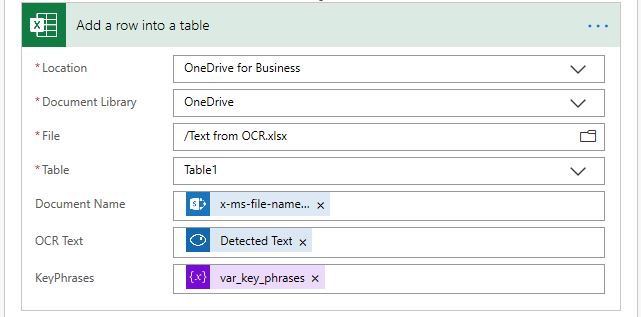 Add a row into a table
* Location OneDrive for Business
* Document Library OneDrive
* File /Text from OCR.xlsx
* Table Table1
Document Name x-ms-file-name... ×
OCR Text Detected Text ×
KeyPhrases {x} var_key_phrases ×